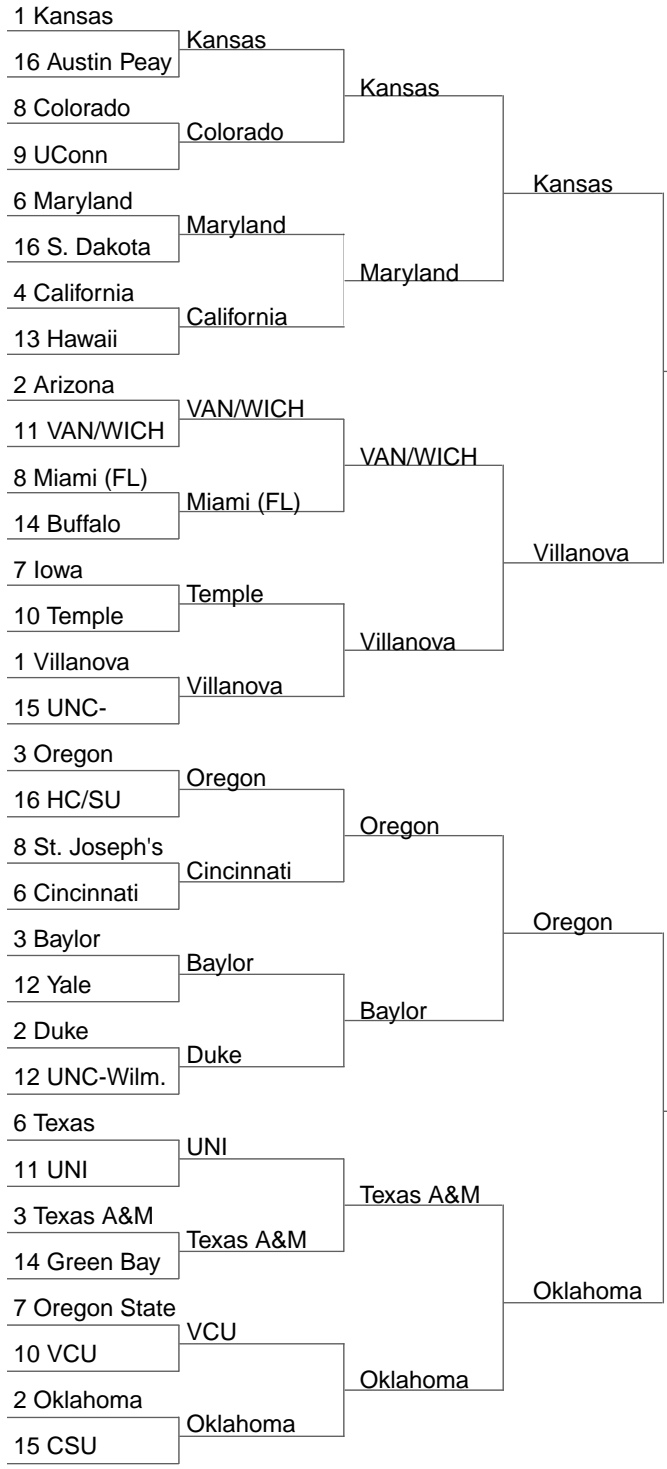 1 Kansas
16 Austin Peay
8 Colorado
9 UConn
6 Maryland
16 S. Dakota
4 California
13 Hawaii
2 Arizona
11 VAN/WICH
8 Miami (FL)
14 Buffalo
7 Iowa
10 Temple
1 Villanova
15 UNC-
3 Oregon
16 HC/SU
8 St. Joseph's
6 Cincinnati
3 Baylor
12 Yale
2 Duke
12 UNC-Wilm.
6 Texas
11 UNI
3 Texas A&M
14 Green Bay
7 Oregon State
10 VCU
2 Oklahoma
15 CSU
Kansas
Colorado
Maryland
California
VAN/WICH
Miami (FL)
Temple
Villanova
Oregon
Cincinnati
Baylor
Duke
UNI
Texas A&M
VCU
Oklahoma
Kansas
Maryland
VAN/WICH
Villanova
Oregon
Baylor
Texas A&M
Oklahoma
Kansas
Villanova
Oregon
Oklahoma